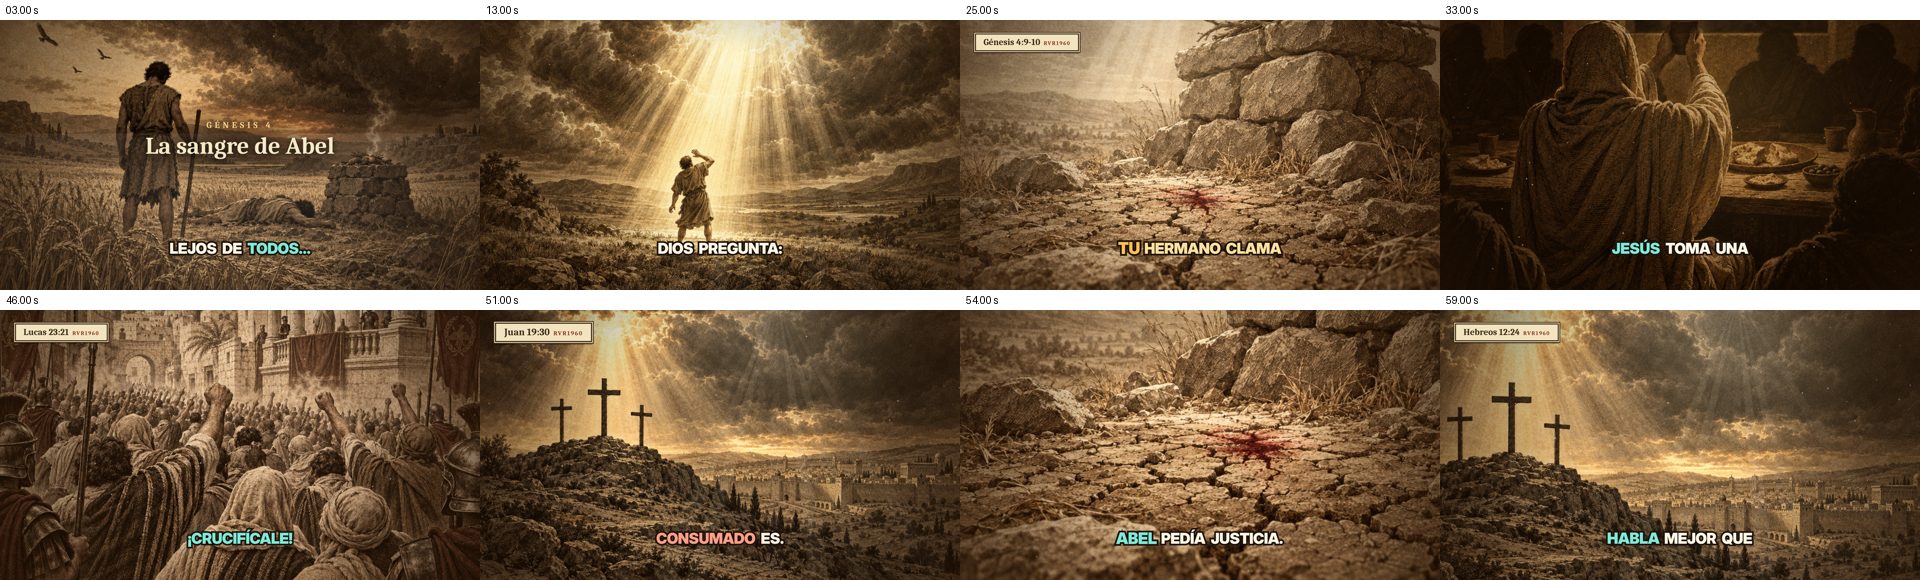 03.00 s
GÉNESIS 4
La sangre de Abel
LEJOS DE TODOS...
13.00 s
DIOS PREGUNTA:
25.00 s
Génesis 4:9-10 RVR1960
TU HERMANO CLAMA
33.00 s
JESÚS TOMA UNA
46.00 s
Lucas 23:21 RVR1960
¡CRUCIFÍCALE!
51.00 s
Juan 19:30 RVR1960
CONSUMADO ES.
54.00 s
ABEL PEDÍA JUSTICIA.
59.00 s
Hebreos 12:24 RVR1960
HABLA MEJOR QUE